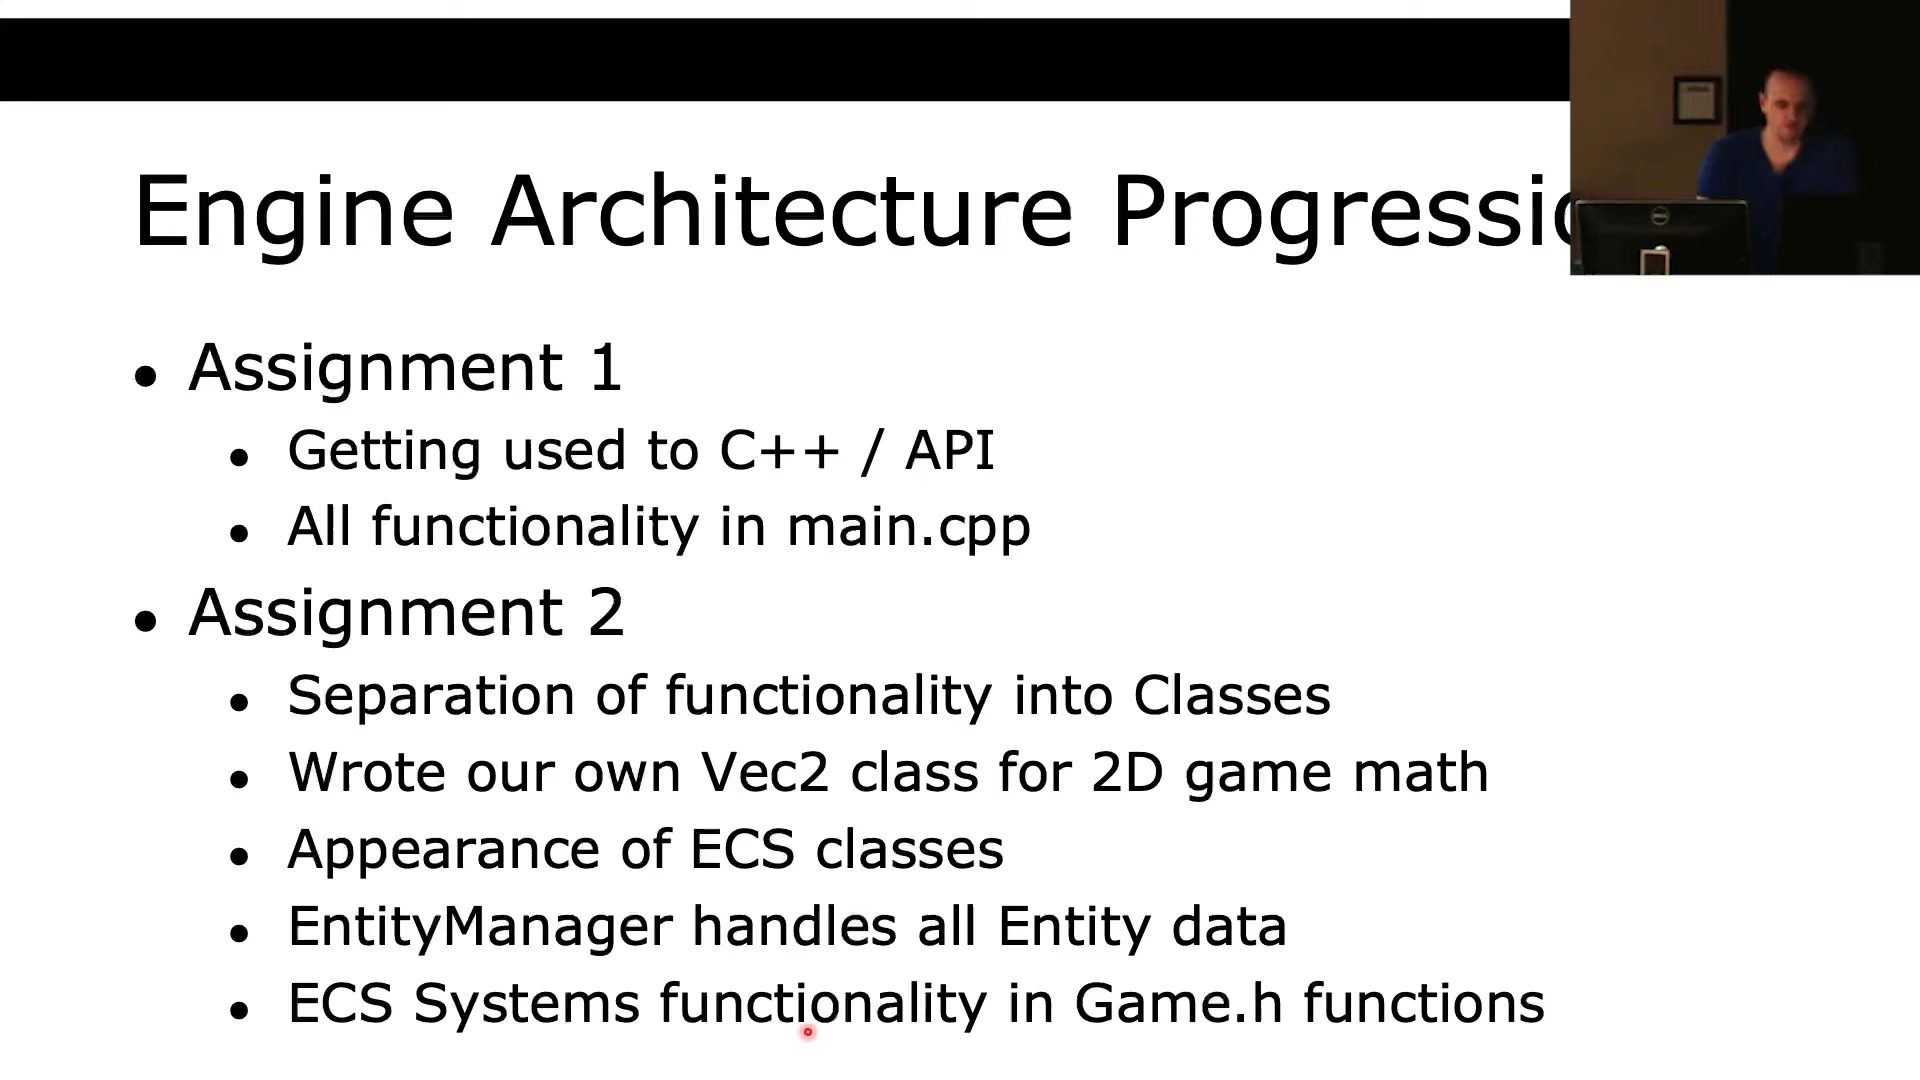 Engine Architecture Progressio
• Assignment 1
• Getting used to C++ / API
• All functionality in main.cpp
• Assignment 2
• Separation of functionality into Classes
• Wrote our own Vec2 class for 2D game math
• Appearance of ECS classes
• EntityManager handles all Entity data
• ECS Systems functionality in Game.h functions